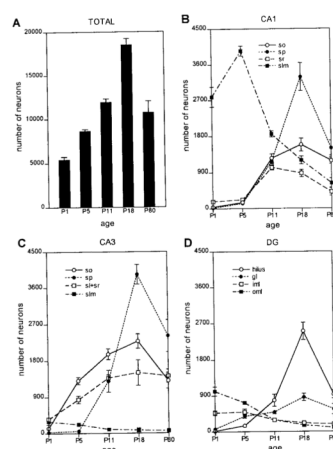 A TOTAL
20000
15000
10000
5000
0
number of neurons
P1 P5 P11 P18 P80
age
B CA1
4500
3600
2700
1800
900
0
number of neurons
so
sp
sr
slm
P1 P5 P11 P18
age
C CA3
4500
3600
2700
1800
900
0
number of neurons
so
sp
sl+sr
slm
P1 P5 P11 P18 P80
age
D DG
4500
3600
2700
1800
900
0
number of neurons
hilus
gl
iml
oml
P1 P5 P11 P18
age